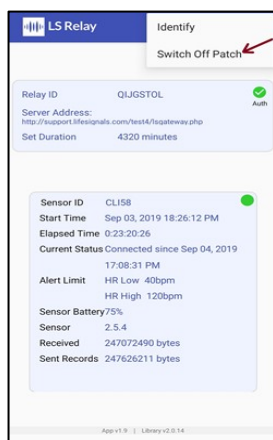 LS Relay
Identify
Switch Off Patch
Relay ID QIJGSTOL
Auth
Server Address:
http://support.lifesignals.com/test4/lsgateway.php
Set Duration 4320 minutes
Sensor ID CLI58
Start Time Sep 03, 2019 18:26:12 PM
Elapsed Time 0:23:20:26
Current Status Connected since Sep 04, 2019
17:08:31 PM
Alert Limit HR Low 40bpm
HR High 120bpm
Sensor Battery75%
Sensor 2.5.4
Received 247072490 bytes
Sent Records 247626211 bytes
App v1.9 | Library v2.0.14